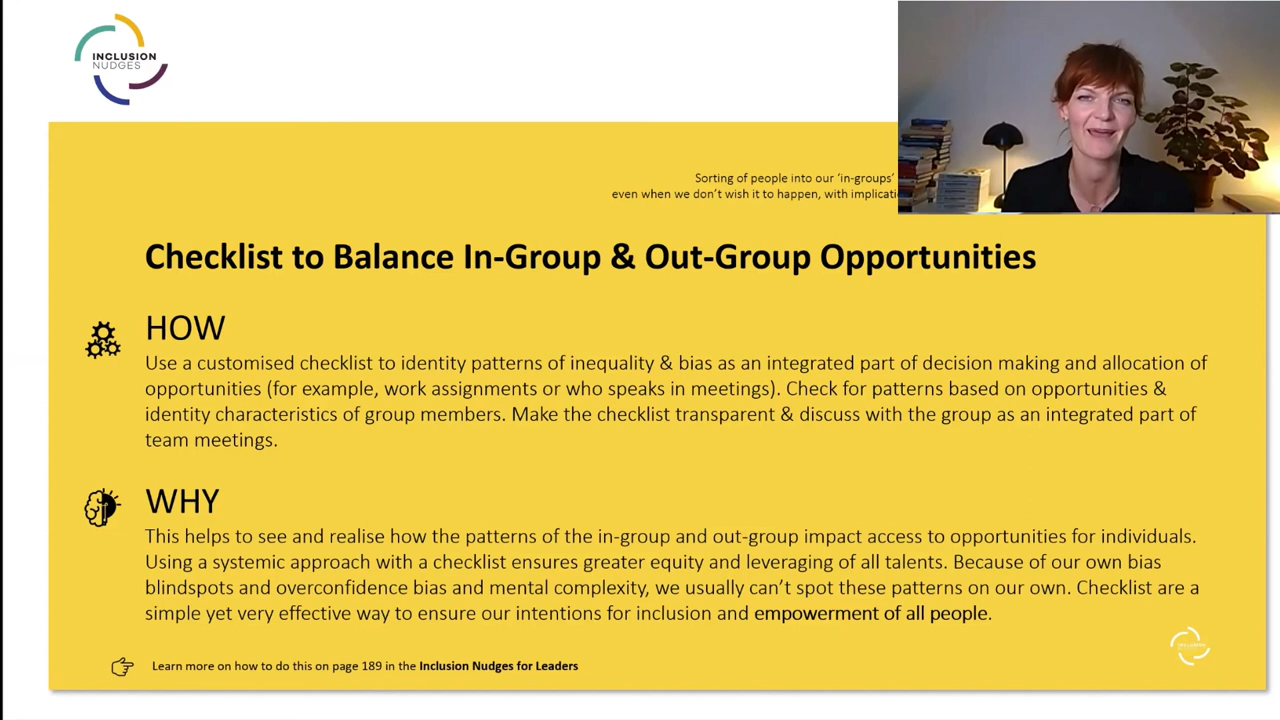 INCLUSION
NUDGES
Sorting of people into our ‘in-groups’
even when we don’t wish it to happen, with
Checklist to Balance In-Group & Out-Group Opportunities
HOW
Use a customised checklist to identity patterns of inequality & bias as an integrated part of decision making and allocation of
opportunities (for example, work assignments or who speaks in meetings). Check for patterns based on opportunities &
identity characteristics of group members. Make the checklist transparent & discuss with the group as an integrated part of
team meetings.
WHY
This helps to see and realise how the patterns of the in-group and out-group impact access to opportunities for individuals.
Using a systemic approach with a checklist ensures greater equity and leveraging of all talents. Because of our own bias
blindspots and overconfidence bias and mental complexity, we usually can’t spot these patterns on our own. Checklist are a
simple yet very effective way to ensure our intentions for inclusion and empowerment of all people.
Learn more on how to do this on page 189 in the Inclusion Nudges for Leaders